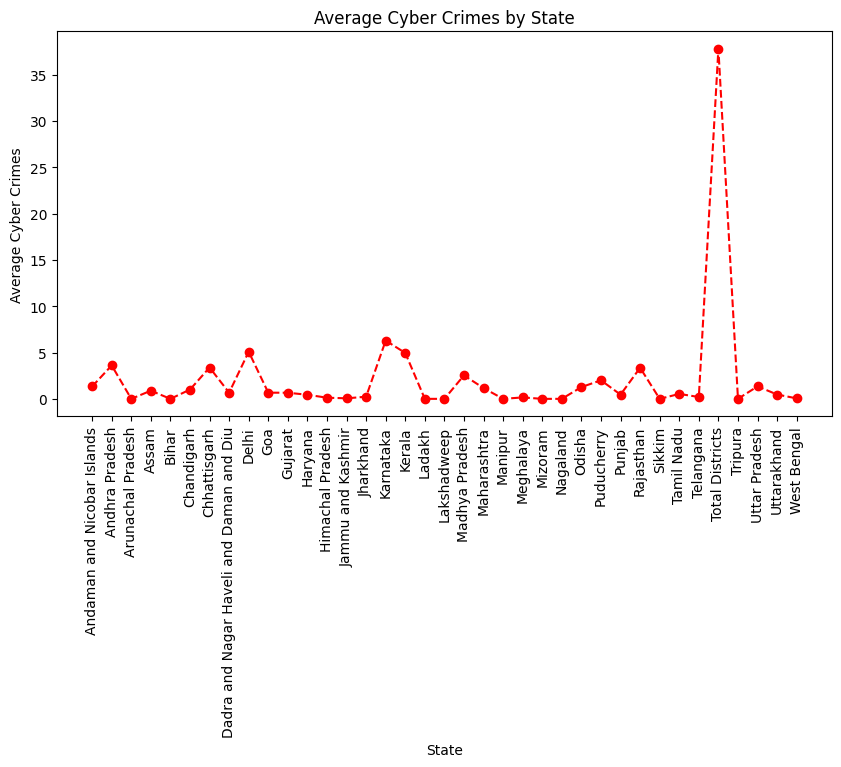 Average Cyber Crimes by State
Average Cyber Crimes
35
30
25
20
15
10
5
0
Andaman and Nicobar Islands
Andhra Pradesh
Arunachal Pradesh
Assam
Bihar
Chandigarh
Chhattisgarh
Dadra and Nagar Haveli and Daman and Diu
Delhi
Goa
Gujarat
Haryana
Himachal Pradesh
Jammu and Kashmir
Jharkhand
Karnataka
Kerala
Ladakh
Lakshadweep
Madhya Pradesh
Maharashtra
Manipur
Meghalaya
Mizoram
Nagaland
Odisha
Puducherry
Punjab
Rajasthan
Sikkim
Tamil Nadu
Telangana
Total Districts
Tripura
Uttar Pradesh
Uttarakhand
West Bengal
State